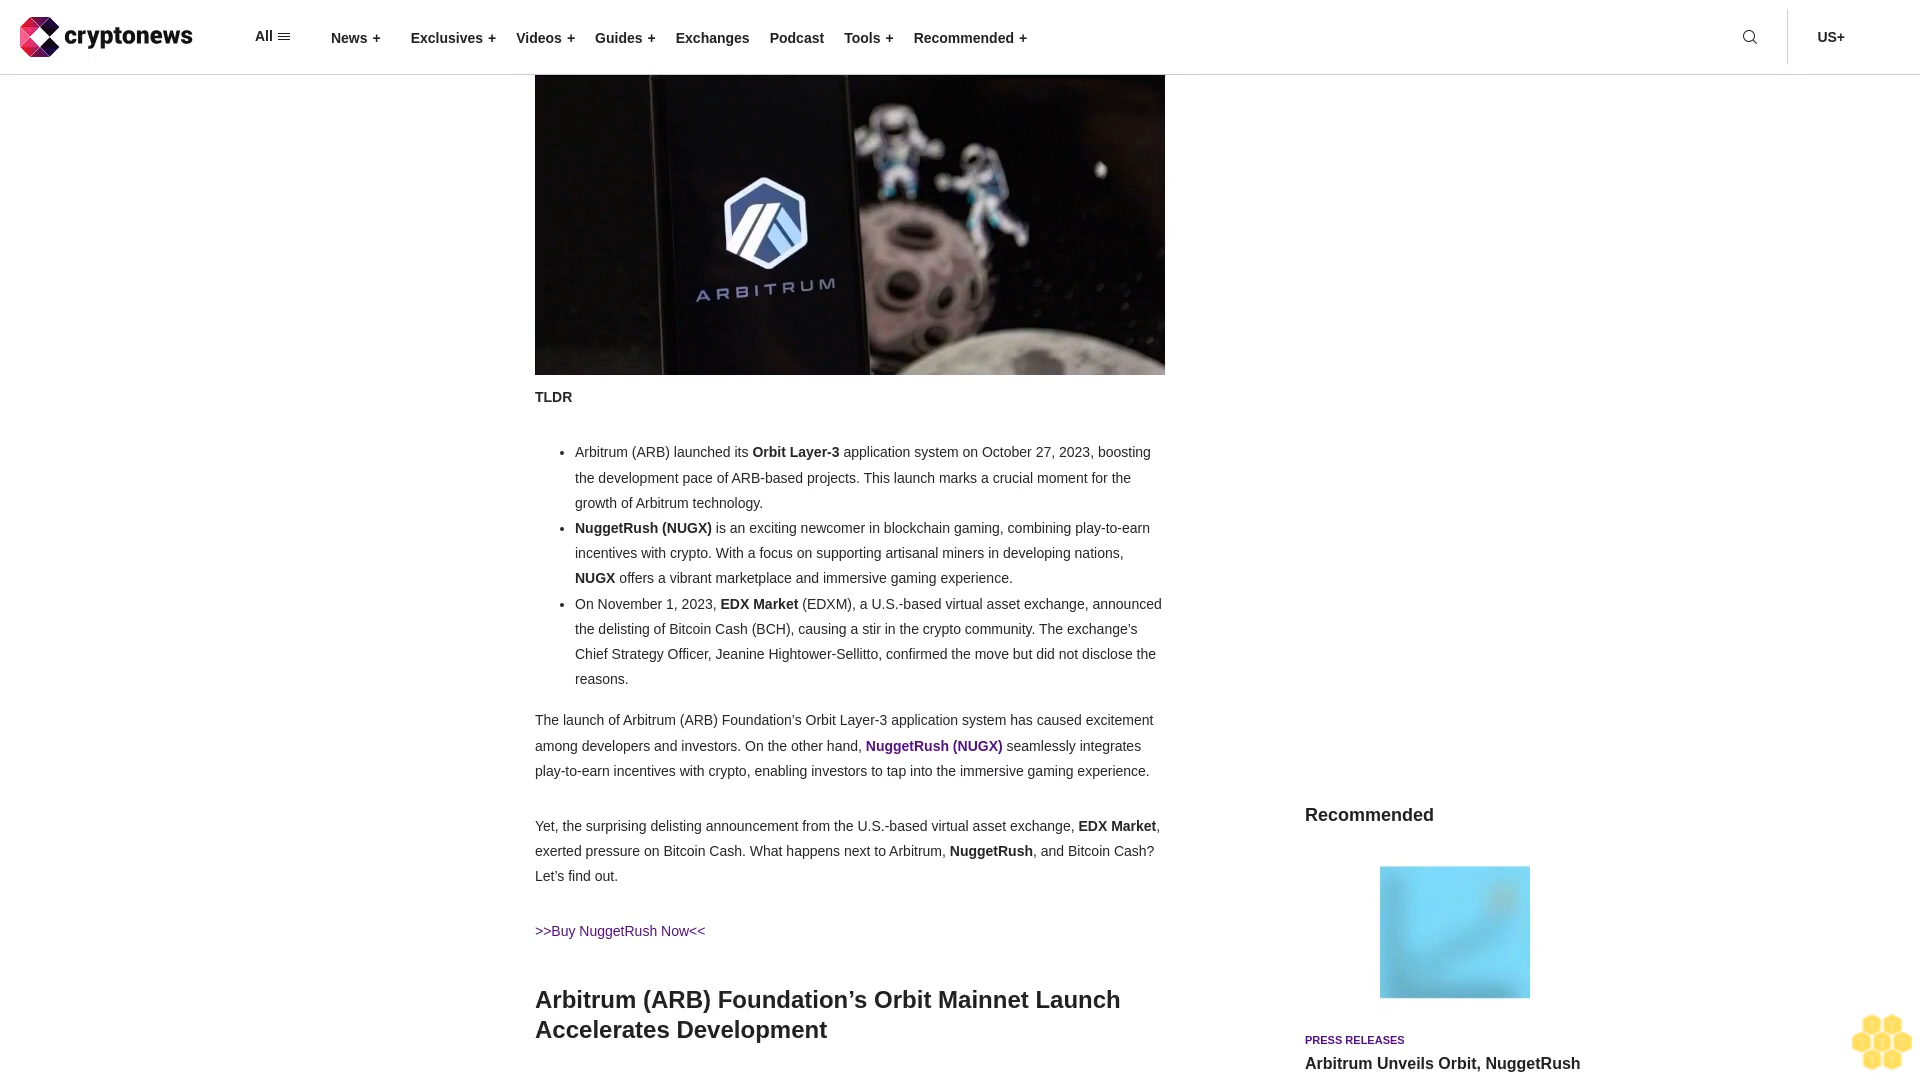 cryptonews
All
News +
Exclusives +
Videos +
Guides +
Exchanges
Podcast
Tools +
Recommended +
US+
ARBITRUM
TLDR
• Arbitrum (ARB) launched its Orbit Layer-3 application system on October 27, 2023, boosting
the development pace of ARB-based projects. This launch marks a crucial moment for the
growth of Arbitrum technology.
• NuggetRush (NUGX) is an exciting newcomer in blockchain gaming, combining play-to-earn
incentives with crypto. With a focus on supporting artisanal miners in developing nations,
NUGX offers a vibrant marketplace and immersive gaming experience.
• On November 1, 2023, EDX Market (EDXM), a U.S.-based virtual asset exchange, announced
the delisting of Bitcoin Cash (BCH), causing a stir in the crypto community. The exchange’s
Chief Strategy Officer, Jeanine Hightower-Sellitto, confirmed the move but did not disclose the
reasons.
The launch of Arbitrum (ARB) Foundation’s Orbit Layer-3 application system has caused excitement
among developers and investors. On the other hand, NuggetRush (NUGX) seamlessly integrates
play-to-earn incentives with crypto, enabling investors to tap into the immersive gaming experience.
Yet, the surprising delisting announcement from the U.S.-based virtual asset exchange, EDX Market,
exerted pressure on Bitcoin Cash. What happens next to Arbitrum, NuggetRush, and Bitcoin Cash?
Let’s find out.
>>Buy NuggetRush Now<<
Arbitrum (ARB) Foundation’s Orbit Mainnet Launch
Accelerates Development
Recommended
PRESS RELEASES
Arbitrum Unveils Orbit, NuggetRush